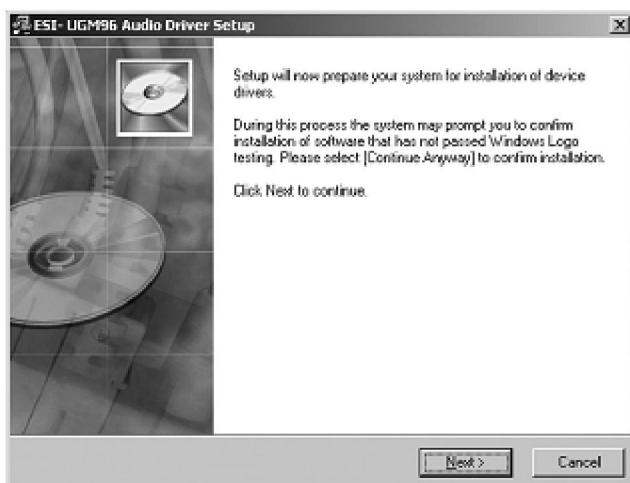 ESI- UGM96 Audio Driver Setup
Setup will now prepare your system for installation of device
drivers.
During this process the system may prompt you to confirm
installation of software that has not passed Windows Logo
testing. Please select [Continue Anyway] to confirm installation.
Click Next to continue.
Next >
Cancel